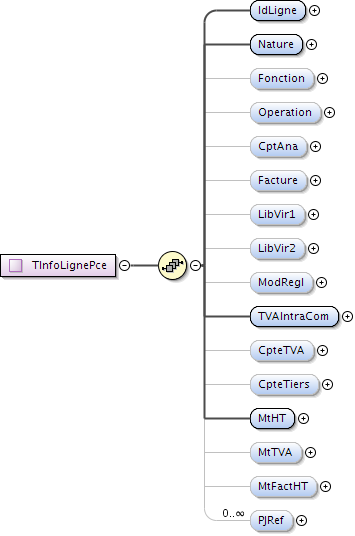 IdLigne
Nature
Fonction
Operation
CptAna
Facture
LibVir1
LibVir2
TInfoLignePce
ModRegl
TVAIntraCom
CpteTVA
CpteTiers
MtHT
MtTVA
MtFactHT
0..∞
PJRef